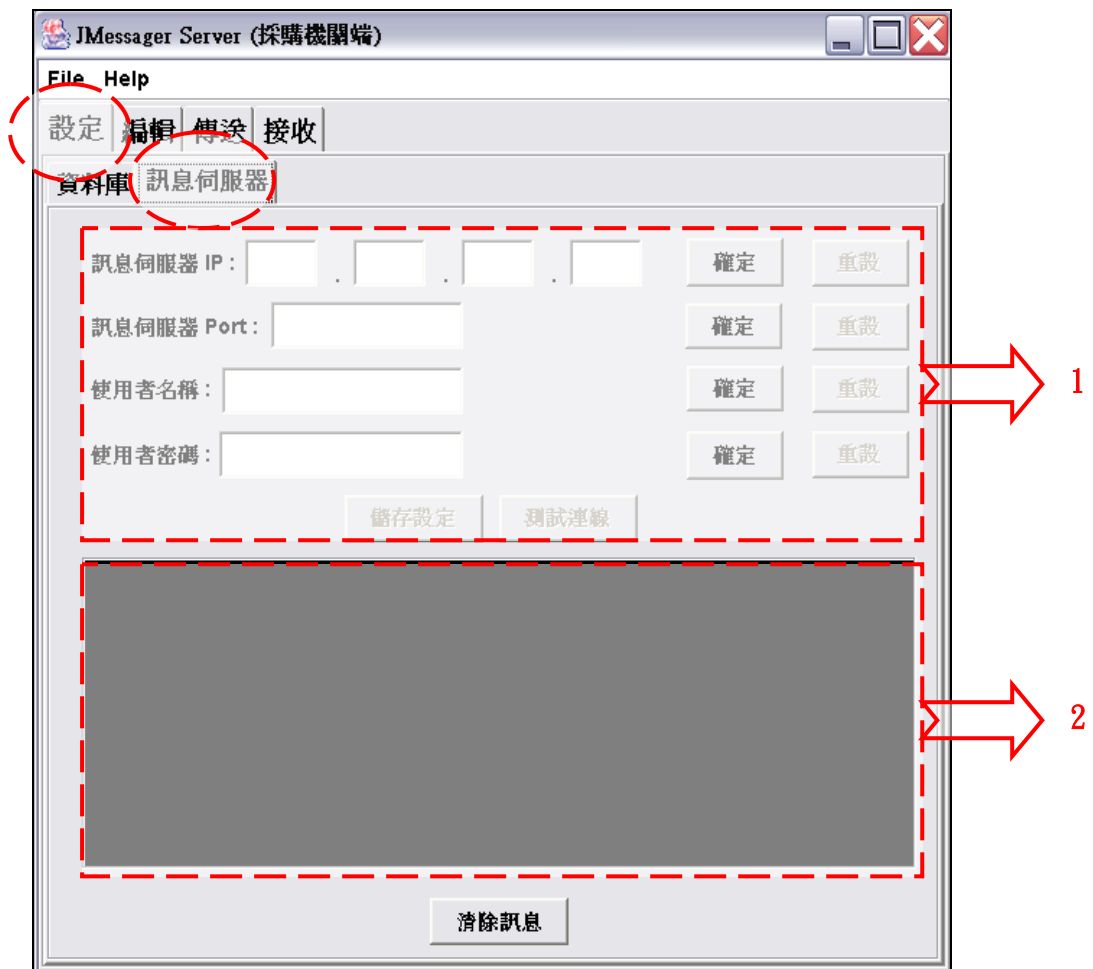 JMessager Server (採購機關端)
File Help
設定 編輯 傳送 接收
資料庫 訊息伺服器
訊息伺服器 IP : . . . 確定 重設
訊息伺服器 Port : 確定 重設
1
使用者名稱 : 確定 重設
使用者密碼 : 確定 重設
儲存設定 測試連線
2
清除訊息